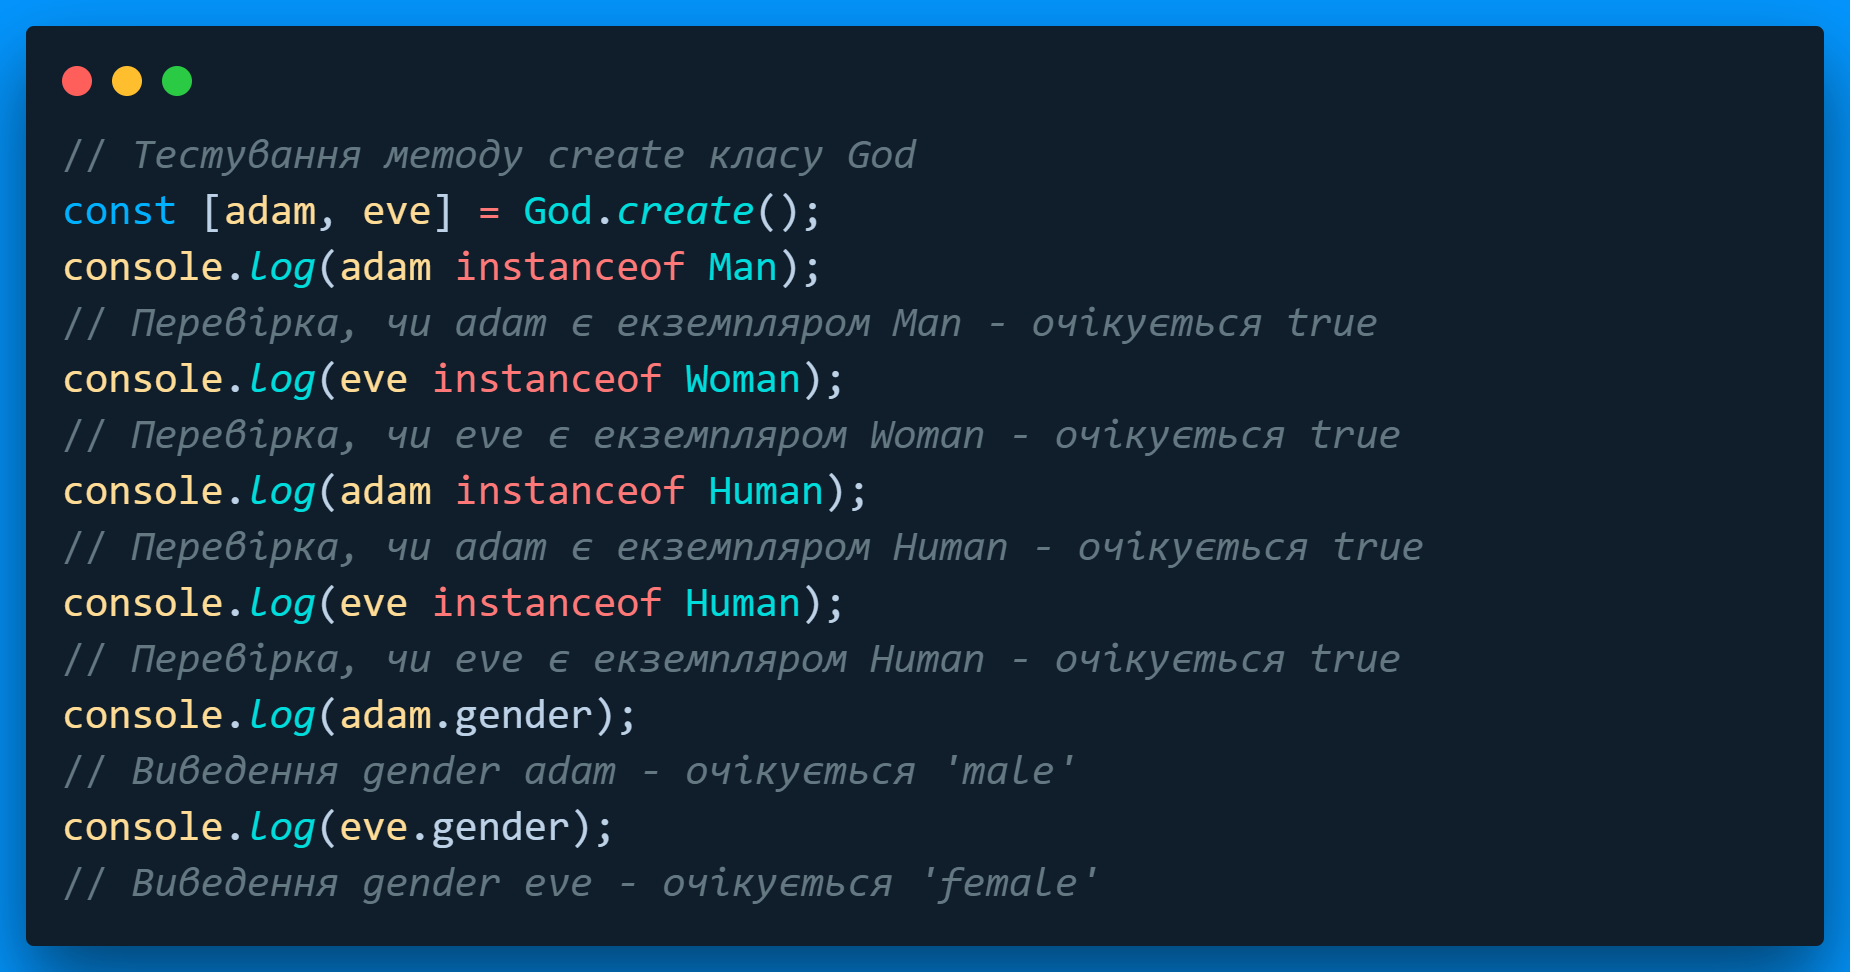 // Тестування методу create класу God
const [adam, eve] = God.create();
console.log(adam instanceof Man);
// Перевірка, чи adam є екземпляром Man - очікується true
console.log(eve instanceof Woman);
// Перевірка, чи eve є екземпляром Woman - очікується true
console.log(adam instanceof Human);
// Перевірка, чи adam є екземпляром Human - очікується true
console.log(eve instanceof Human);
// Перевірка, чи eve є екземпляром Human - очікується true
console.log(adam.gender);
// Виведення gender adam - очікується 'male'
console.log(eve.gender);
// Виведення gender eve - очікується 'female'